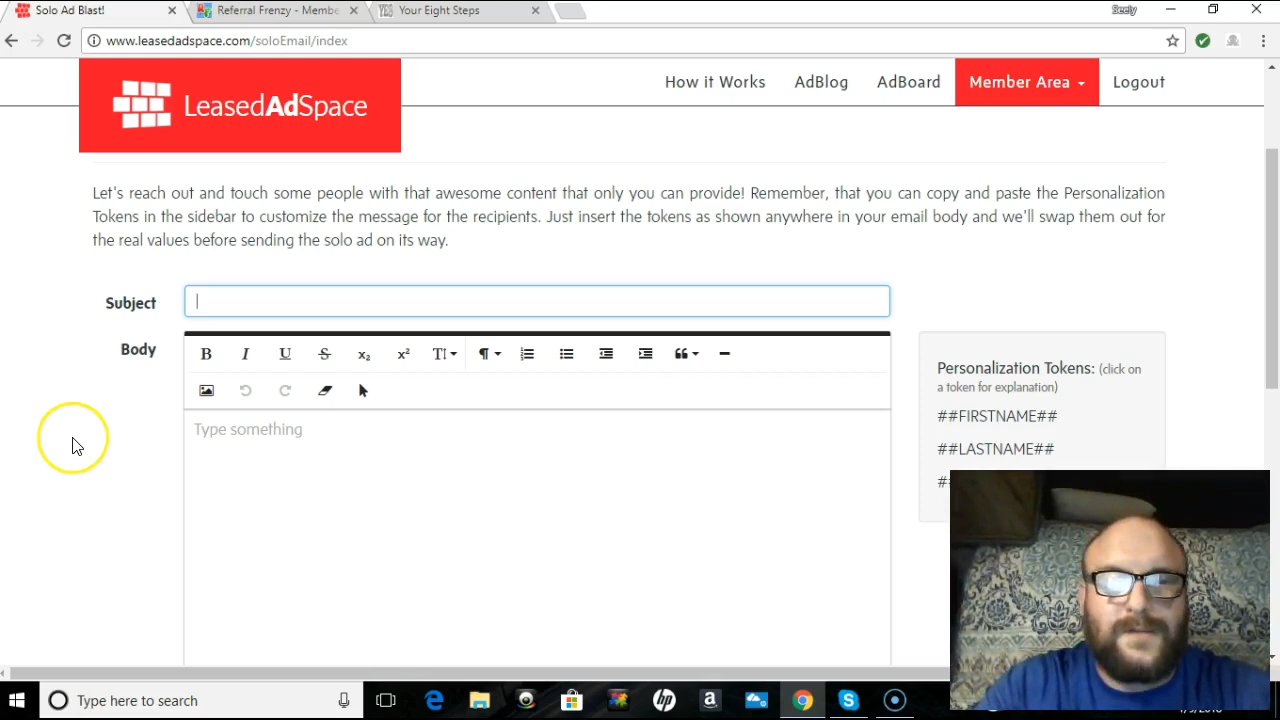 Solo Ad Blast!
Referral Frenzy - Membe
Your Eight Steps
Seely
www.leasedadspace.com/soloEmail/index
LeasedAdSpace
How it Works
AdBlog
AdBoard
Member Area
Logout
Let's reach out and touch some people with that awesome content that only you can provide! Remember, that you can copy and paste the Personalization
Tokens in the sidebar to customize the message for the recipients. Just insert the tokens as shown anywhere in your email body and we'll swap them out for
the real values before sending the solo ad on its way.
Subject
Body
B I U S x₂ x² T
Type something
Personalization Tokens: (click on
a token for explanation)
##FIRSTNAME##
##LASTNAME##
#
Type here to search